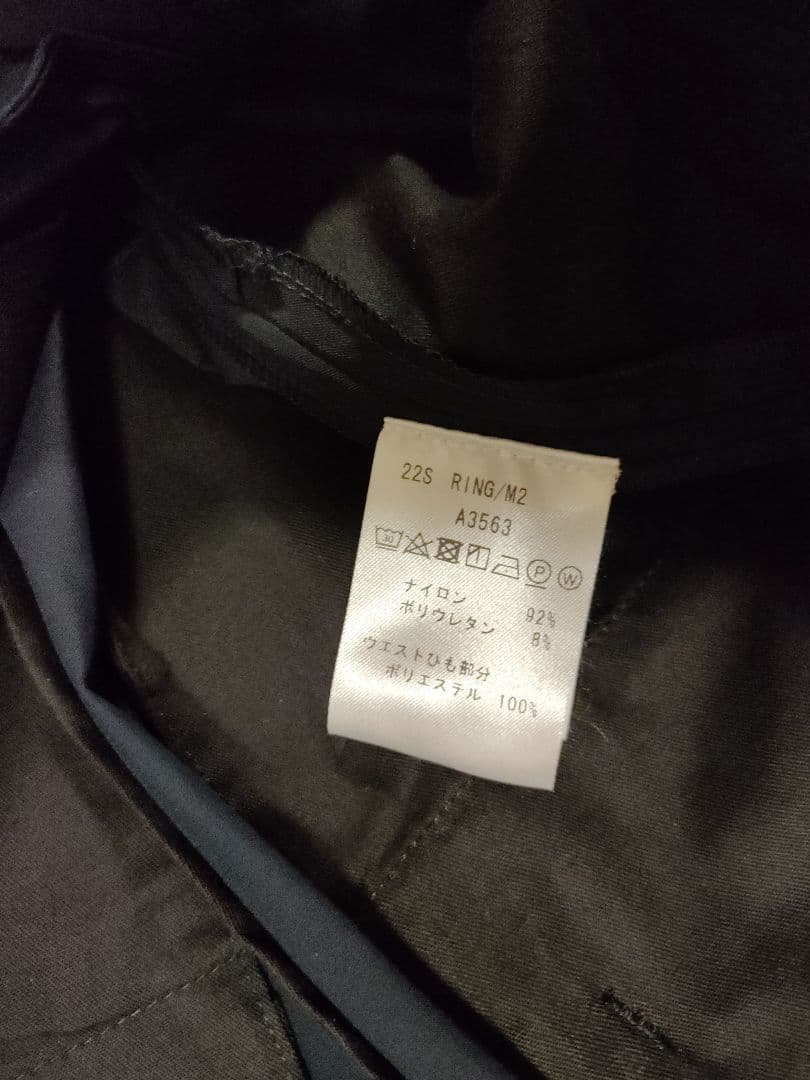 22S RING/M2
A3563
30 P W
ナイロン 92%
ポリウレタン 8%
ウエストひも部分
ポリエステル 100%